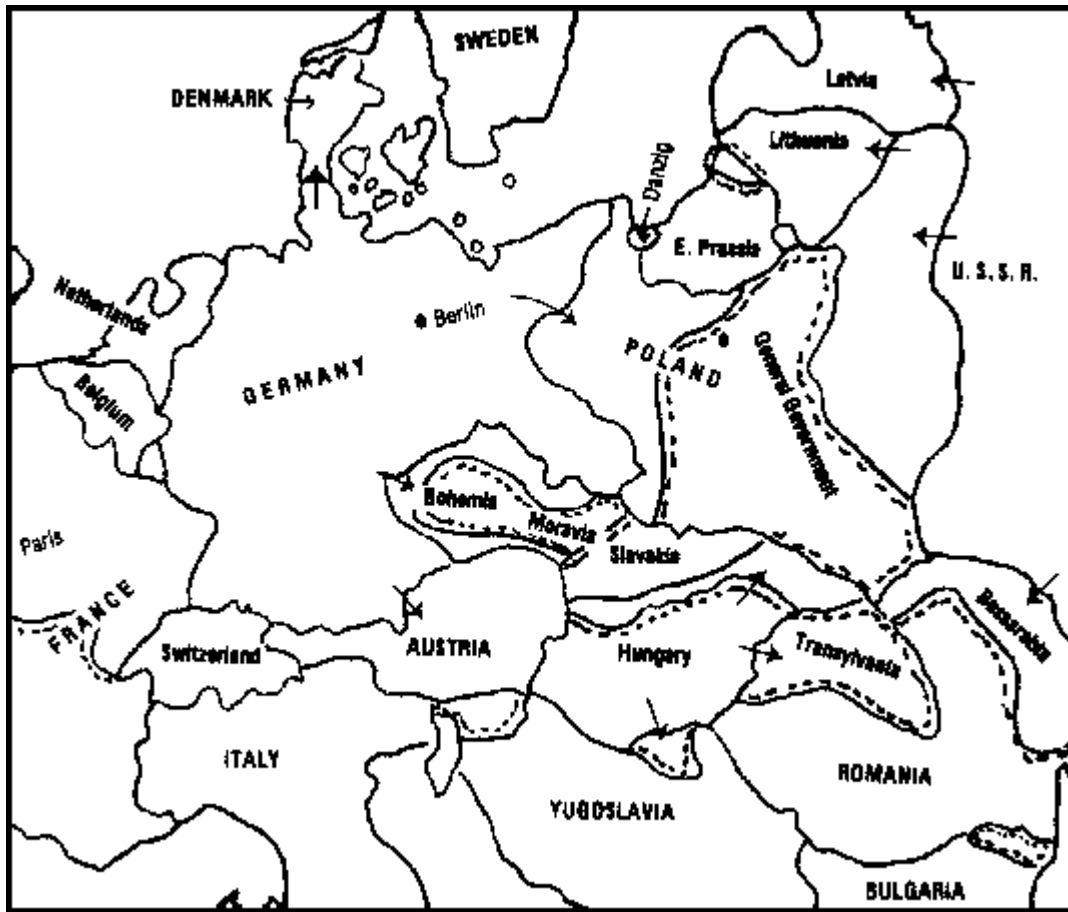 SWEDEN
DENMARK
Latvia
Lithuania
Danzig
E. Prussia
U. S. S. R.
Netherlands
Berlin
POLAND
GERMANY
General Government
Belgium
Bohemia
Moravia
Slovakia
Paris
FRANCE
Bessarabia
Switzerland
AUSTRIA
Hungary
Transylvania
ITALY
ROMANIA
YUGOSLAVIA
BULGARIA